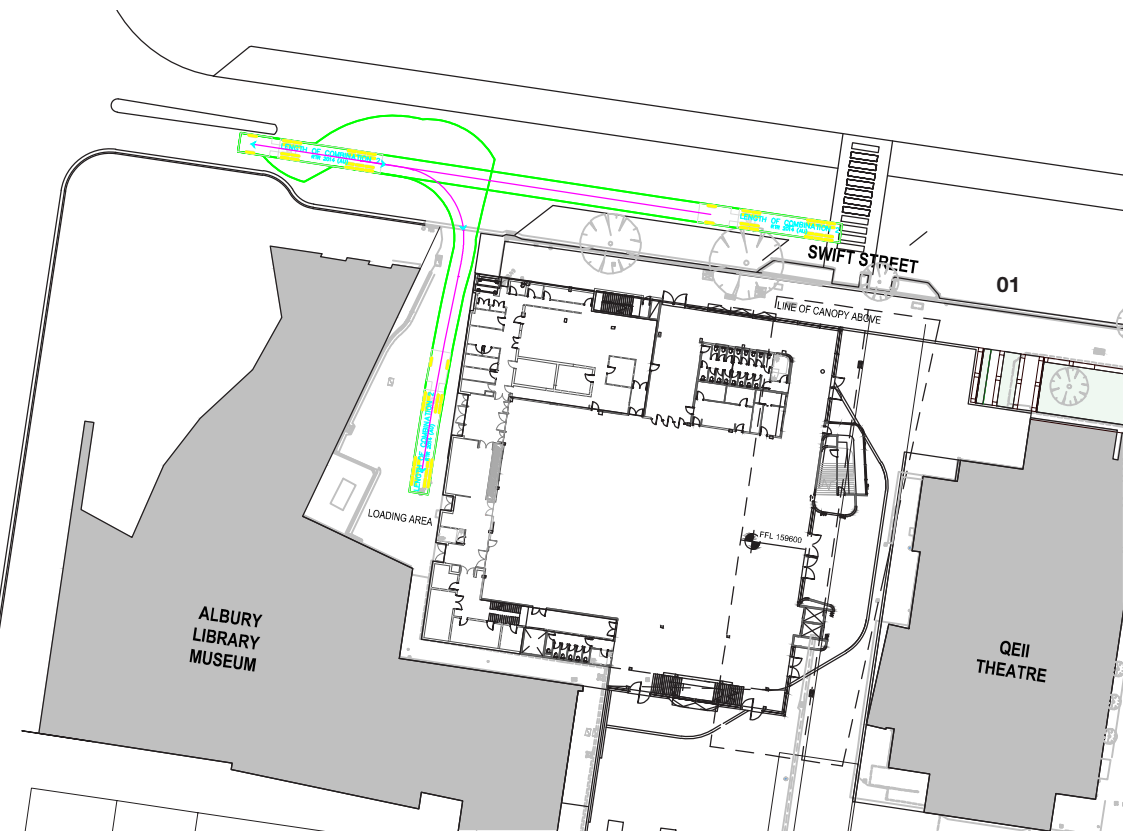 LENGTH OF COMBINATION
LENGTH OF COMBINATION
SWIFT STREET
01
LINE OF CANOPY ABOVE
LENGTH OF COMBINATION
LOADING AREA
FFL 159600
ALBURY
LIBRARY
MUSEUM
QEII
THEATRE